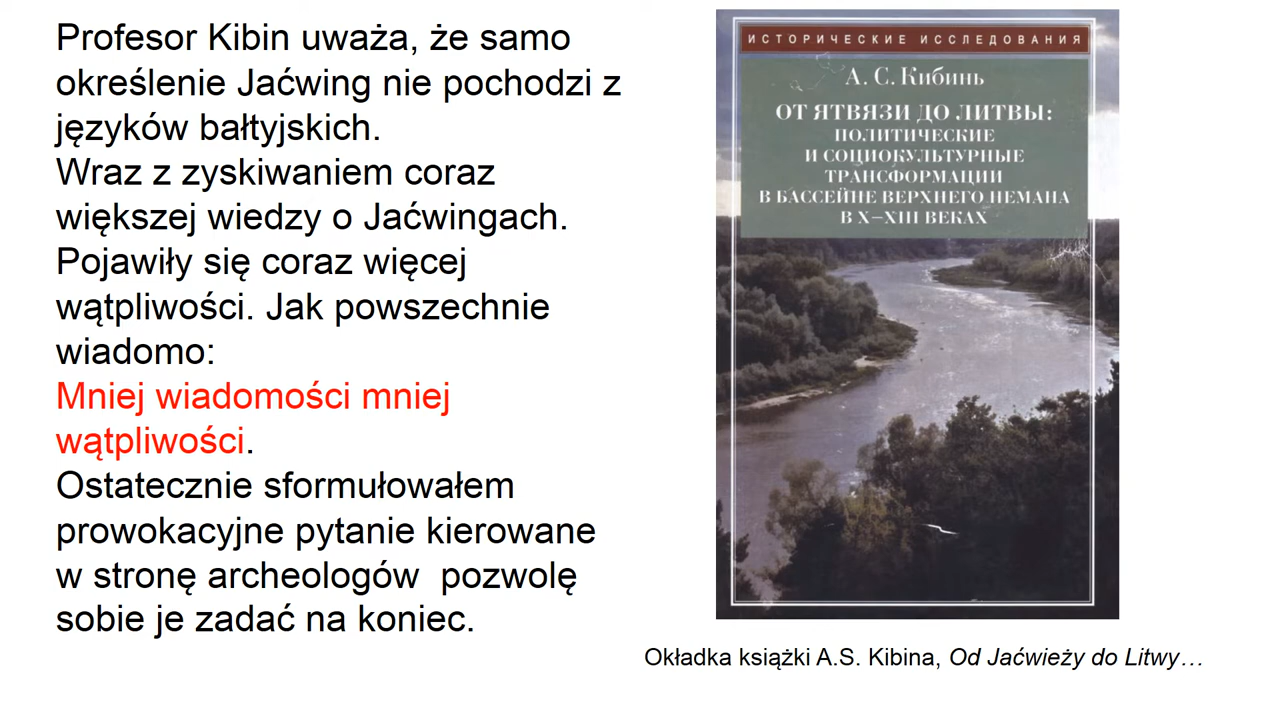 Profesor Kibin uważa, że samo
określenie Jaćwing nie pochodzi z
języków bałtyjskich.
Wraz z zyskiwaniem coraz
większej wiedzy o Jaćwingach.
Pojawiły się coraz więcej
wątpliwości. Jak powszechnie
wiadomo:
Mniej wiadomości mniej
wątpliwości.
Ostatecznie sformułowałem
prowokacyjne pytanie kierowane
w stronę archeologów  pozwolę
sobie je zadać na koniec.
ИСТОРИЧЕСКИЕ ИССЛЕДОВАНИЯ
А. С. Кибинь
ОТ ЯТВЯЗИ ДО ЛИТВЫ:
ПОЛИТИЧЕСКИЕ
И СОЦИОКУЛЬТУРНЫЕ
ТРАНСФОРМАЦИИ
В БАССЕЙНЕ ВЕРХНЕГО НЕМАНА
В X–XIII ВЕКАХ
Okładka książki A.S. Kibina, Od Jaćwieży do Litwy…